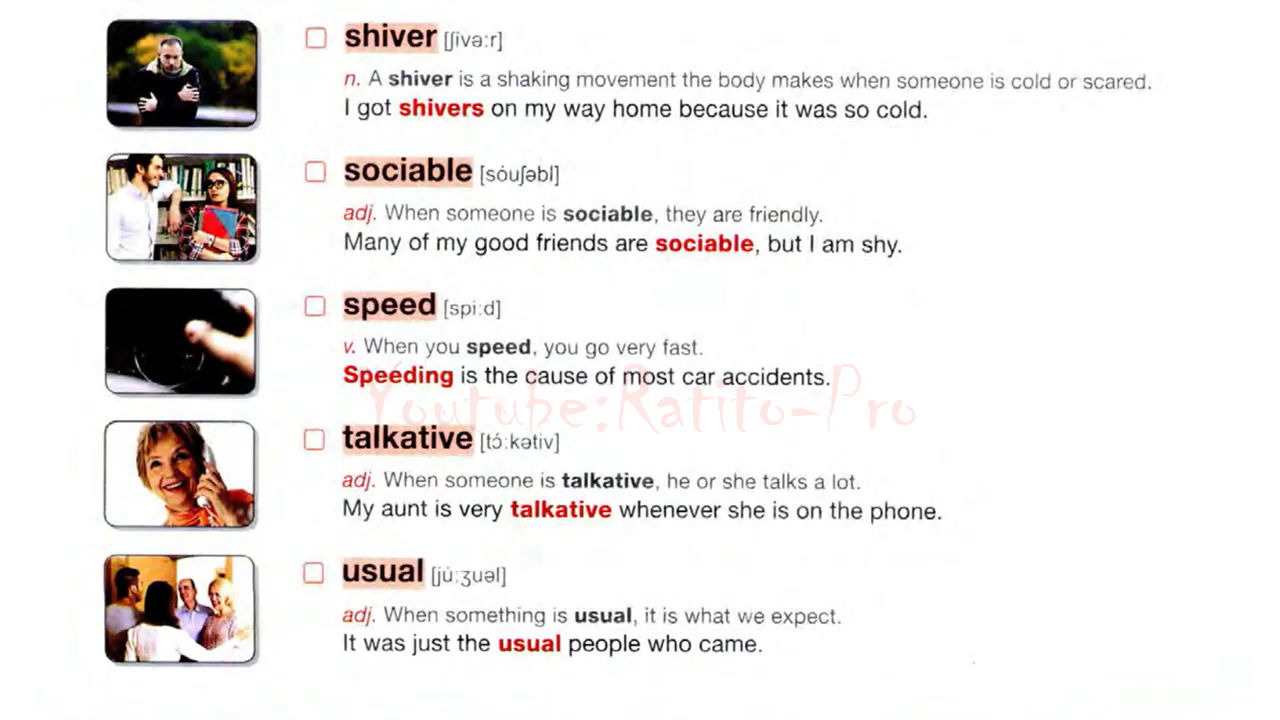 shiver [ʃivəːr]
n. A shiver is a shaking movement the body makes when someone is cold or scared.
I got shivers on my way home because it was so cold.
sociable [sóuʃəbl]
adj. When someone is sociable, they are friendly.
Many of my good friends are sociable, but I am shy.
speed [spiːd]
v. When you speed, you go very fast.
Speeding is the cause of most car accidents.
Youtube:Ratito-Pro
talkative [tɔ́ːkətiv]
adj. When someone is talkative, he or she talks a lot.
My aunt is very talkative whenever she is on the phone.
usual [júːʒuəl]
adj. When something is usual, it is what we expect.
It was just the usual people who came.